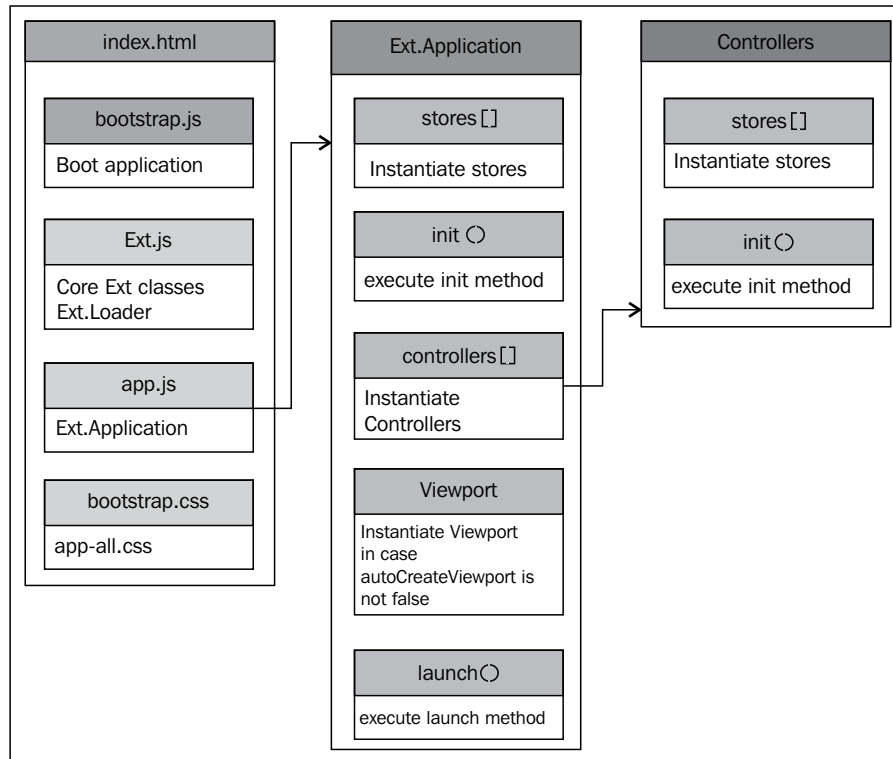 index.html
bootstrap.js
Boot application
Ext.js
Core Ext classes
Ext.Loader
app.js
Ext.Application
bootstrap.css
app-all.css
Ext.Application
stores[]
Instantiate stores
init()
execute init method
controllers[]
Instantiate
Controllers
Viewport
Instantiate Viewport
in case
autoCreateViewport is
not false
launch()
execute launch method
Controllers
stores[]
Instantiate stores
init()
execute init method